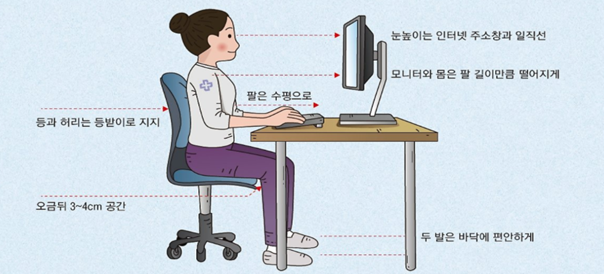 눈높이는 인터넷 주소창과 일직선
모니터와 몸은 팔 길이만큼 떨어지게
팔은 수평으로
등과 허리는 등받이로 지지
오금뒤 3~4cm 공간
두 발은 바닥에 편안하게